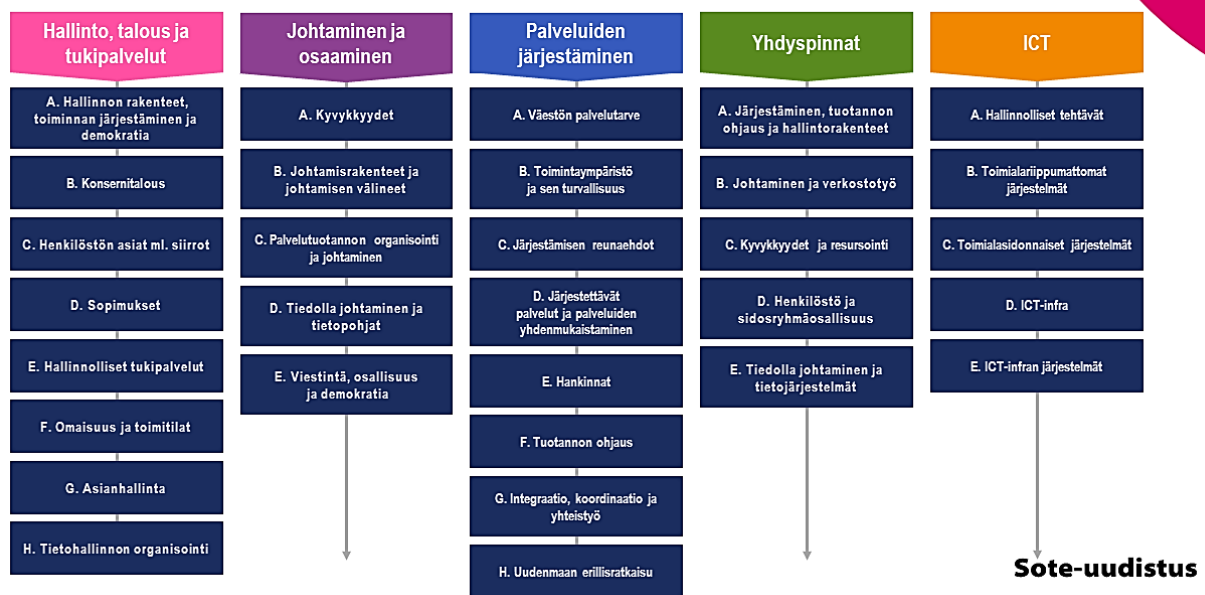 Hallinto, talous ja
tukipalvelut
A. Hallinnon rakenteet,
toiminnan järjestäminen ja
demokratia
B. Konsernitalous
C. Henkilöstön asiat ml. siirrot
D. Sopimukset
E. Hallinnolliset tukipalvelut
F. Omaisuus ja toimitilat
G. Asianhallinta
H. Tietohallinnon organisointi
Johtaminen ja
osaaminen
A. Kyvykkyydet
B. Johtamisrakenteet ja
johtamisen välineet
C. Palvelutuotannon organisointi
ja johtaminen
D. Tiedolla johtaminen ja
tietopohjat
E. Viestintä, osallisuus
ja demokratia
Palveluiden
järjestäminen
A. Väestön palvelutarve
B. Toimintaympäristö
ja sen turvallisuus
C. Järjestämisen reunaehdot
D. Järjestettävät
palvelut ja palveluiden
yhdenmukaistaminen
E. Hankinnat
F. Tuotannon ohjaus
G. Integraatio, koordinaatio ja
yhteistyö
H. Uudenmaan erillisratkaisu
Yhdyspinnat
A. Järjestäminen, tuotannon
ohjaus ja hallintorakenteet
B. Johtaminen ja verkostotyö
C. Kyvykkyydet ja resursointi
D. Henkilöstö ja
sidosryhmäosallisuus
E. Tiedolla johtaminen ja
tietojärjestelmät
ICT
A. Hallinnolliset tehtävät
B. Toimialariippumattomat
järjestelmät
C. Toimialasidonnaiset järjestelmät
D. ICT-infra
E. ICT-infran järjestelmät
Sote-uudistus